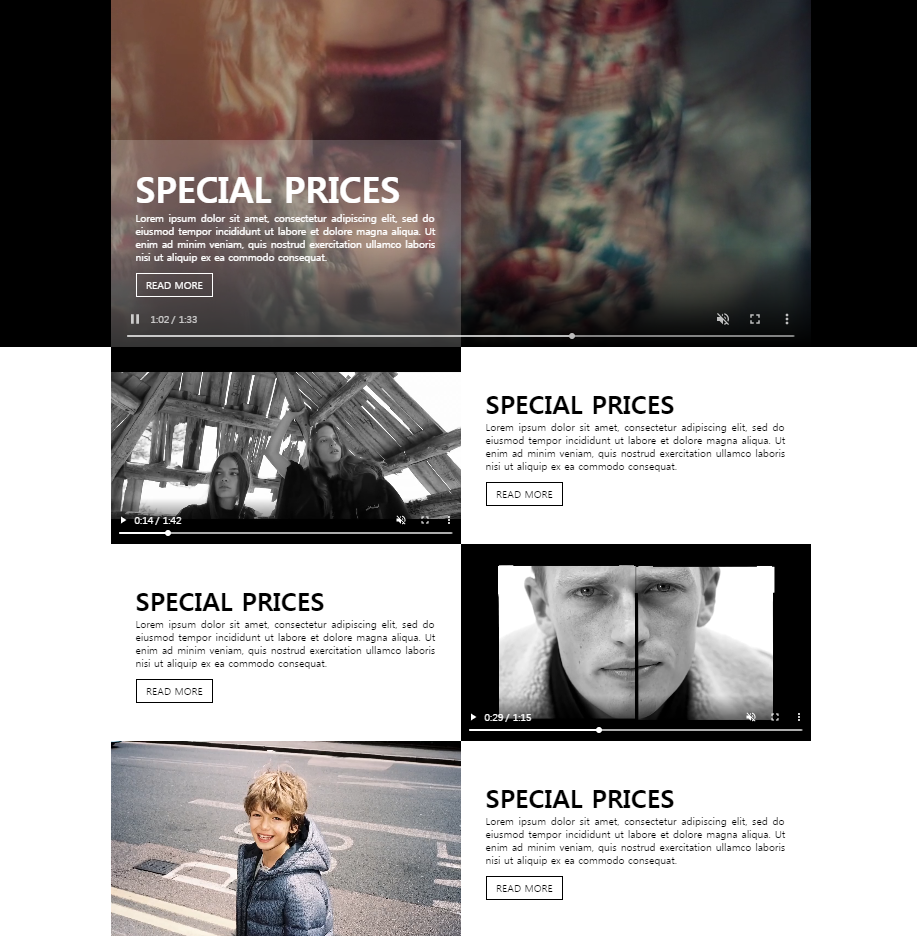 SPECIAL PRICES
Lorem ipsum dolor sit amet, consectetur adipiscing elit, sed do
eiusmod tempor incididunt ut labore et dolore magna aliqua. Ut
enim ad minim veniam, quis nostrud exercitation ullamco laboris
nisi ut aliquip ex ea commodo consequat.
READ MORE
1:02 / 1:33
SPECIAL PRICES
Lorem ipsum dolor sit amet, consectetur adipiscing elit, sed do
eiusmod tempor incididunt ut labore et dolore magna aliqua. Ut
enim ad minim veniam, quis nostrud exercitation ullamco laboris
nisi ut aliquip ex ea commodo consequat.
READ MORE
0:14 / 1:42
SPECIAL PRICES
Lorem ipsum dolor sit amet, consectetur adipiscing elit, sed do
eiusmod tempor incididunt ut labore et dolore magna aliqua. Ut
enim ad minim veniam, quis nostrud exercitation ullamco laboris
nisi ut aliquip ex ea commodo consequat.
READ MORE
0:29 / 1:15
SPECIAL PRICES
Lorem ipsum dolor sit amet, consectetur adipiscing elit, sed do
eiusmod tempor incididunt ut labore et dolore magna aliqua. Ut
enim ad minim veniam, quis nostrud exercitation ullamco laboris
nisi ut aliquip ex ea commodo consequat.
READ MORE